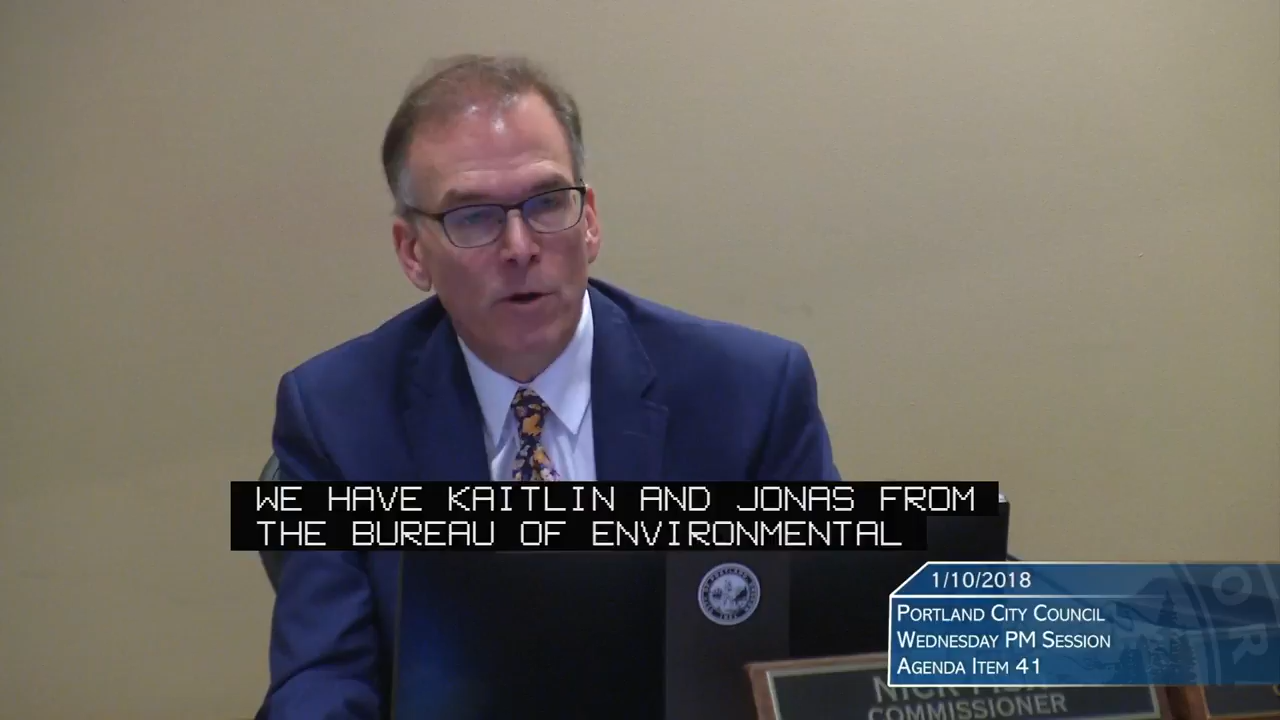 WE HAVE KAITLIN AND JONAS FROM
THE BUREAU OF ENVIRONMENTAL
1/10/2018
PORTLAND CITY COUNCIL
WEDNESDAY PM SESSION
AGENDA ITEM 41
NICK
COMMISSIONER